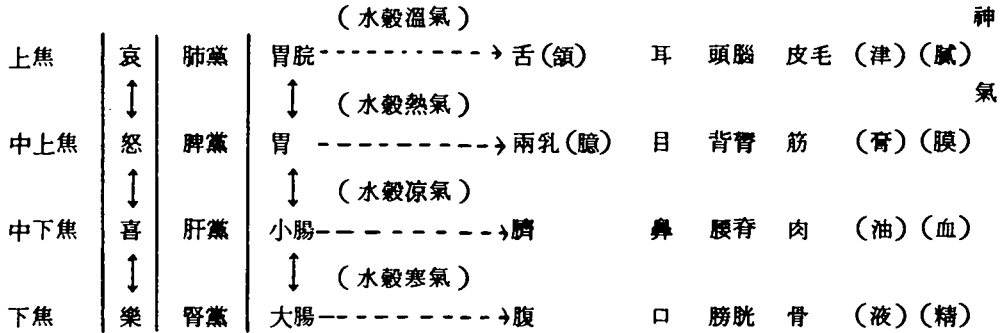 (水穀溫氣) 神
上焦 哀 肺黨 胃脘 舌(頷) 耳 頭腦 皮毛 (津) (膩)
(水穀熱氣) 氣
中上焦 怒 脾黨 胃 兩乳(臆) 目 背膂 筋 (膏) (膜)
(水穀凉氣)
中下焦 喜 肝黨 小腸 臍 鼻 腰脊 肉 (油) (血)
(水穀寒氣)
下焦 樂 腎黨 大腸 腹 口 膀胱 骨 (液) (精)